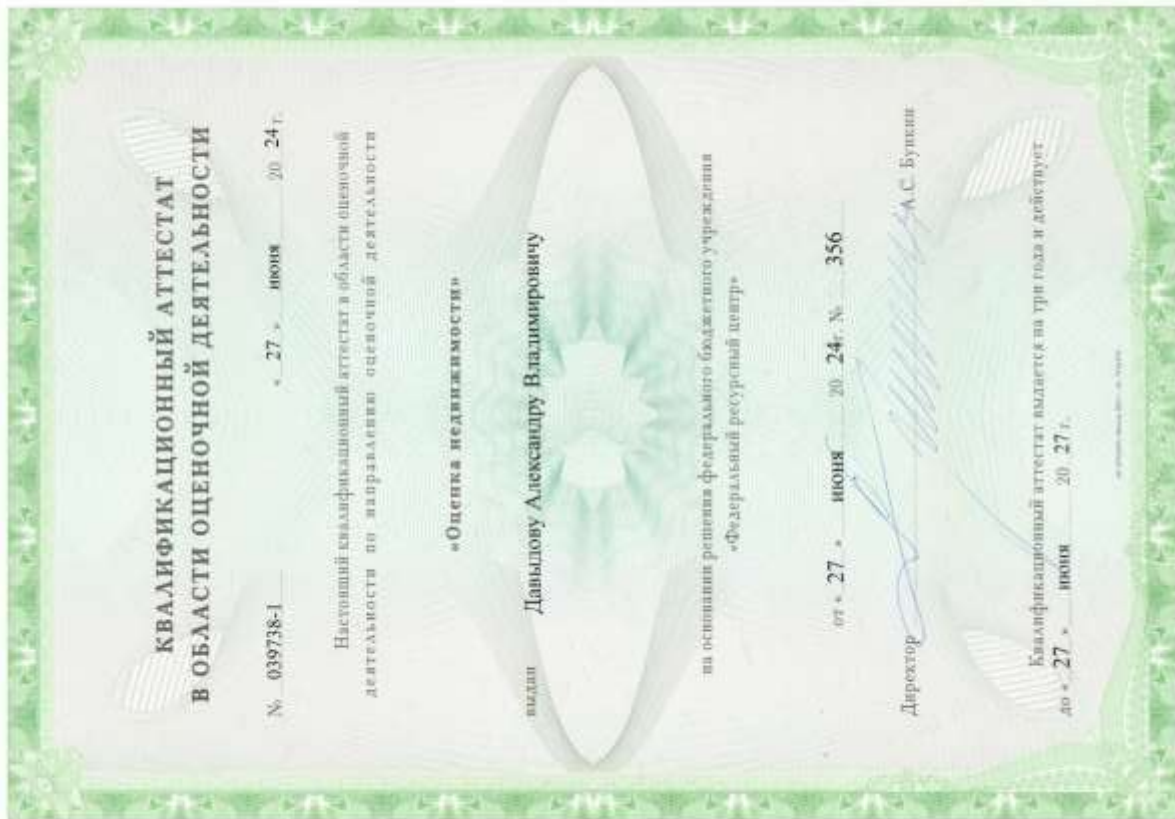 КВАЛИФИКАЦИОННЫЙ АТТЕСТАТ
В ОБЛАСТИ ОЦЕНОЧНОЙ ДЕЯТЕЛЬНОСТИ
№ 039738-1 « 27 » июня 20 24 г.
Настоящий квалификационный аттестат в области оценочной
деятельности по направлению оценочной деятельности
«Оценка недвижимости»
выдан Давыдову Александру Владимировичу
на основании решения федерального бюджетного учреждения
«Федеральный ресурсный центр»
от « 27 » июня 20 24 г. № 356
Директор А.С. Бункин
Квалификационный аттестат выдается на три года и действует
до « 27 » июня 20 27 г.